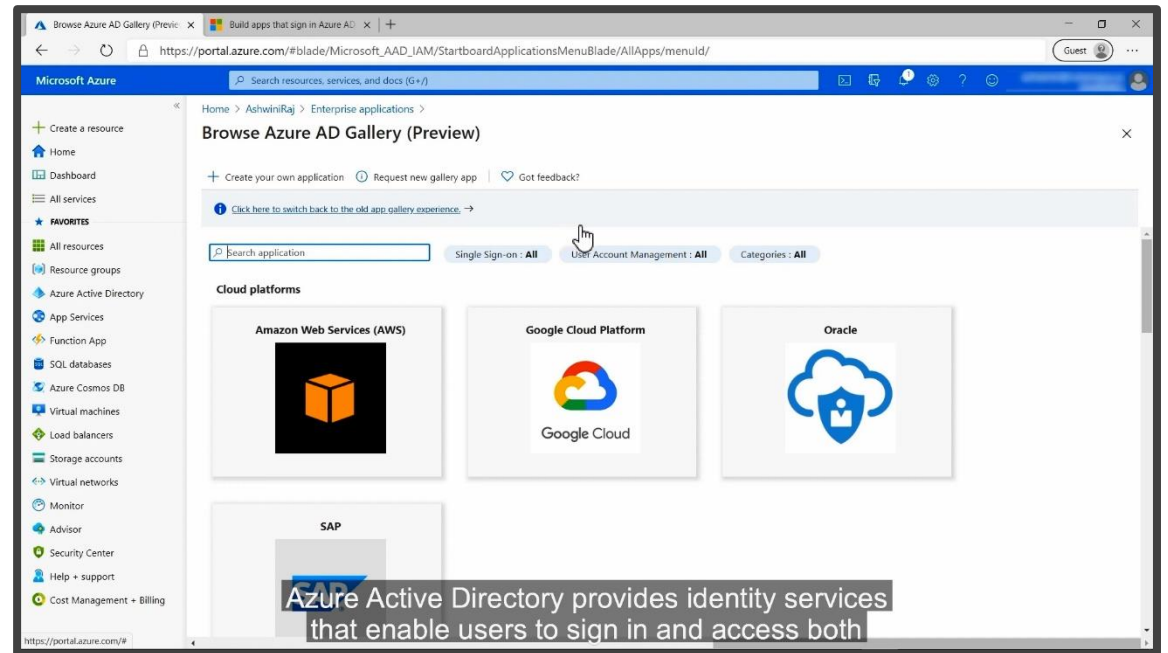 Browse Azure AD Gallery (Previe
Build apps that sign in Azure AD
https://portal.azure.com/#blade/Microsoft_AAD_IAM/StartboardApplicationsMenuBlade/AllApps/menuId/
Guest
Microsoft Azure
Search resources, services, and docs (G+/)
1
Create a resource
Home
Dashboard
All services
FAVORITES
All resources
Resource groups
Azure Active Directory
App Services
Function App
SQL databases
Azure Cosmos DB
Virtual machines
Load balancers
Storage accounts
Virtual networks
Monitor
Advisor
Security Center
Help + support
Cost Management + Billing
https://portal.azure.com/#
Home > AshwiniRaj > Enterprise applications >
Browse Azure AD Gallery (Preview)
Create your own application
Request new gallery app
Got feedback?
Click here to switch back to the old app gallery experience. →
Search application
Single Sign-on : All
User Account Management : All
Categories : All
Cloud platforms
Amazon Web Services (AWS)
Google Cloud Platform
Google Cloud
Oracle
SAP
SAP
Azure Active Directory provides identity services
that enable users to sign in and access both